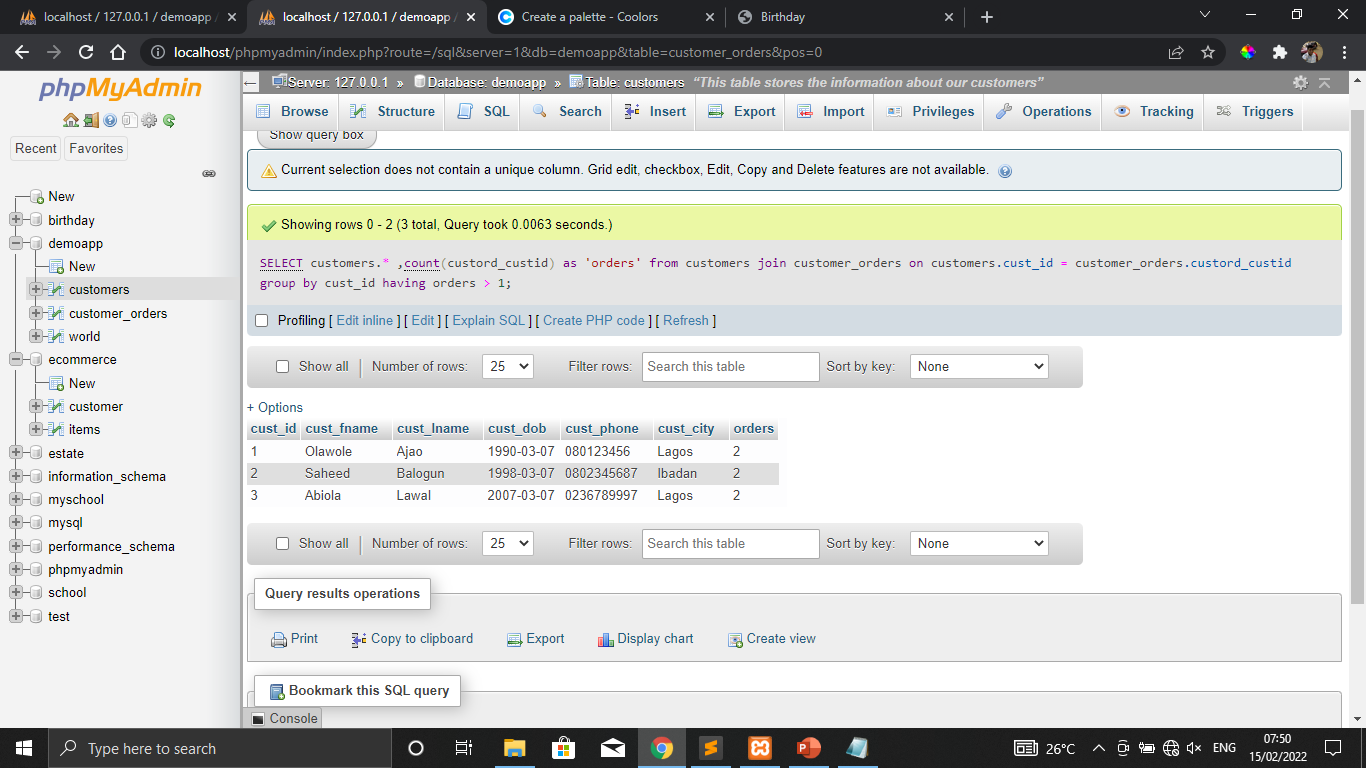 localhost / 127.0.0.1 / demoapp /
localhost / 127.0.0.1 / demoapp /
Create a palette - Coolors
Birthday
localhost/phpmyadmin/index.php?route=/sql&server=1&db=demoapp&table=customer_orders&pos=0
phpMyAdmin
Recent Favorites
New
birthday
demoapp
New
customers
customer_orders
world
ecommerce
New
customer
items
estate
information_schema
myschool
mysql
performance_schema
phpmyadmin
school
test
Server: 127.0.0.1 » Database: demoapp » Table: customers "This table stores the information about our customers"
Browse Structure SQL Search Insert Export Import Privileges Operations Tracking Triggers
Show query box
Current selection does not contain a unique column. Grid edit, checkbox, Edit, Copy and Delete features are not available.
Showing rows 0 - 2 (3 total, Query took 0.0063 seconds.)
SELECT customers.* ,count(custord_custid) as 'orders' from customers join customer_orders on customers.cust_id = customer_orders.custord_custid
group by cust_id having orders > 1;
Profiling [ Edit inline ] [ Edit ] [ Explain SQL ] [ Create PHP code ] [ Refresh ]
Show all Number of rows: 25 Filter rows: Search this table Sort by key: None
+ Options
cust_id cust_fname cust_lname cust_dob cust_phone cust_city orders
1 Olawole Ajao 1990-03-07 080123456 Lagos 2
2 Saheed Balogun 1998-03-07 0802345687 Ibadan 2
3 Abiola Lawal 2007-03-07 0236789997 Lagos 2
Show all Number of rows: 25 Filter rows: Search this table Sort by key: None
Query results operations
Print Copy to clipboard Export Display chart Create view
Bookmark this SQL query
Console
Type here to search
26°C
ENG
07:50
15/02/2022